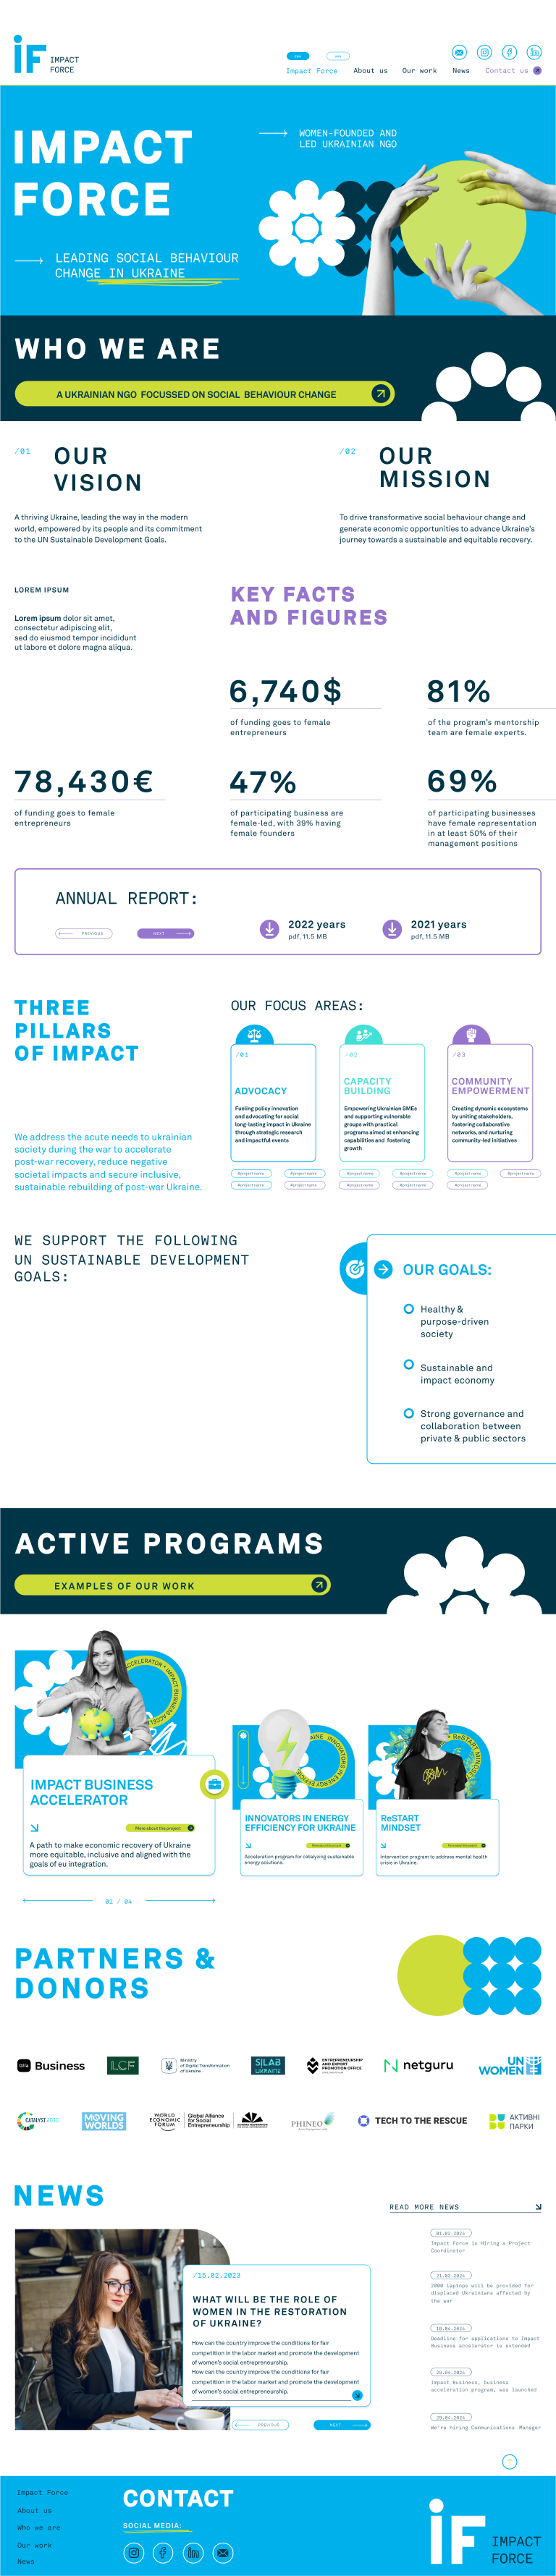 iF IMPACT
FORCE
Impact Force
About us
Our work
News
Contact us
IMPACT
FORCE
WOMEN-FOUNDED AND
LED UKRAINIAN NGO
LEADING SOCIAL BEHAVIOUR
CHANGE IN UKRAINE
WHO WE ARE
A UKRAINIAN NGO FOCUSSED ON SOCIAL BEHAVIOUR CHANGE
/01
OUR
VISION
A thriving Ukraine, leading the way in the modern
world, empowered by its people and its commitment
to the UN Sustainable Development Goals.
/02
OUR
MISSION
To drive transformative social behaviour change and
generate economic opportunities to advance Ukraine's
journey towards a sustainable and equitable recovery.
LOREM IPSUM
Lorem ipsum dolor sit amet,
consectetur adipiscing elit,
sed do eiusmod tempor incididunt
ut labore et dolore magna aliqua.
KEY FACTS
AND FIGURES
6,740$
of funding goes to female
entrepreneurs
81%
of the program's mentorship
team are female experts.
78,430€
of funding goes to female
entrepreneurs
47%
of participating business are
female-led, with 39% having
female founders
69%
of participating businesses
have female representation
in at least 50% of their
management positions
ANNUAL REPORT:
PREVIOUS
NEXT
2022 years
pdf, 11.5 MB
2021 years
pdf, 11.5 MB
THREE
PILLARS
OF IMPACT
We address the acute needs to ukrainian
society during the war to accelerate
post-war recovery, reduce negative
societal impacts and secure inclusive,
sustainable rebuilding of post-war Ukraine.
OUR FOCUS AREAS:
/01
ADVOCACY
Fueling policy innovation
and advocating for social
long-lasting impact in Ukraine
through strategic research
and impactful events
/02
CAPACITY
BUILDING
Empowering Ukrainian SMEs
and supporting vulnerable
groups with practical
programs aimed at enhancing
capabilities and fostering
growth
/03
COMMUNITY
EMPOWERMENT
Creating dynamic ecosystems
by uniting stakeholders,
fostering collaborative
networks, and nurturing
community-led initiatives
#project name
#project name
#project name
#project name
#project name
#project name
#project name
#project name
#project name
#project name
#project name
WE SUPPORT THE FOLLOWING
UN SUSTAINABLE DEVELOPMENT
GOALS:
OUR GOALS:
Healthy &
purpose-driven
society
Sustainable and
impact economy
Strong governance and
collaboration between
private & public sectors
ACTIVE PROGRAMS
EXAMPLES OF OUR WORK
IMPACT BUSINESS
ACCELERATOR
More about the project
A path to make economic recovery of Ukraine
more equitable, inclusive and aligned with the
goals of eu integration.
INNOVATORS IN ENERGY
EFFICIENCY FOR UKRAINE
More about the project
Acceleration program for catalyzing sustainable
energy solutions.
ReSTART
MINDSET
More about the project
Intervention program to address mental health
crisis in Ukraine.
01 / 04
PARTNERS &
DONORS
Business
LCF
Ministry
of Digital Transformation
of Ukraine
SILAB
UKRAINE
ENTREPRENEURSHIP
AND EXPORT
PROMOTION OFFICE
netguru
UN
WOMEN
CATALYST 2030
MOVING
WORLDS
WORLD
ECONOMIC
FORUM
Global Alliance
for Social
Entrepreneurship
PHINEO
TECH TO THE RESCUE
АКТИВНІ
ПАРКИ
NEWS
/15.02.2023
WHAT WILL BE THE ROLE OF
WOMEN IN THE RESTORATION
OF UKRAINE?
How can the country improve the conditions for fair
competition in the labor market and promote the development
of women's social entrepreneurship.
How can the country improve the conditions for fair
competition in the labor market and promote the development
of women's social entrepreneurship.
PREVIOUS
NEXT
READ MORE NEWS
01.02.2024
Impact Force is Hiring a Project
Coordinator
21.03.2024
2000 laptops will be provided for
displaced Ukrainians affected by
the war
18.04.2024
Deadline for applications to Impact
Business accelerator is extended
20.04.2024
Impact Business, business
acceleration program, was launched
29.04.2024
We're hiring Communications Manager
Impact Force
About us
Who we are
Our work
News
CONTACT
SOCIAL MEDIA:
iF IMPACT
FORCE